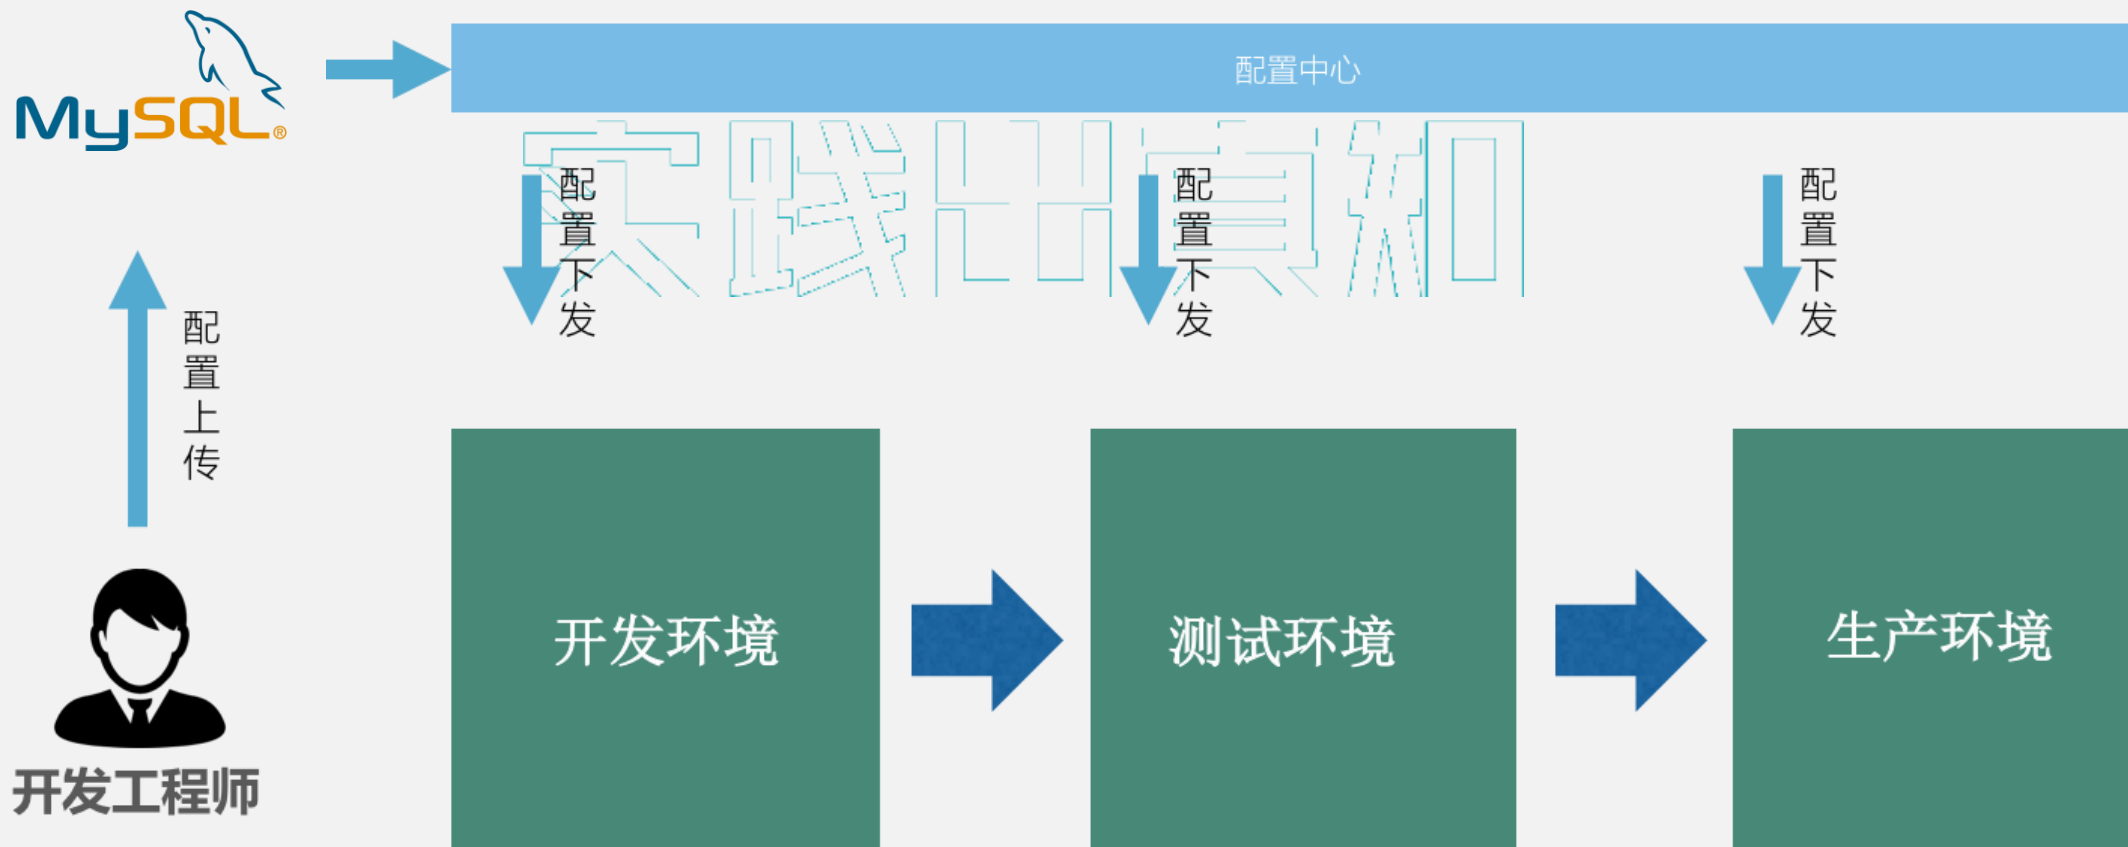 MySQL®
配置中心
实践出真知
配置下发
配置下发
配置下发
配置上传
开发环境
测试环境
生产环境
开发工程师